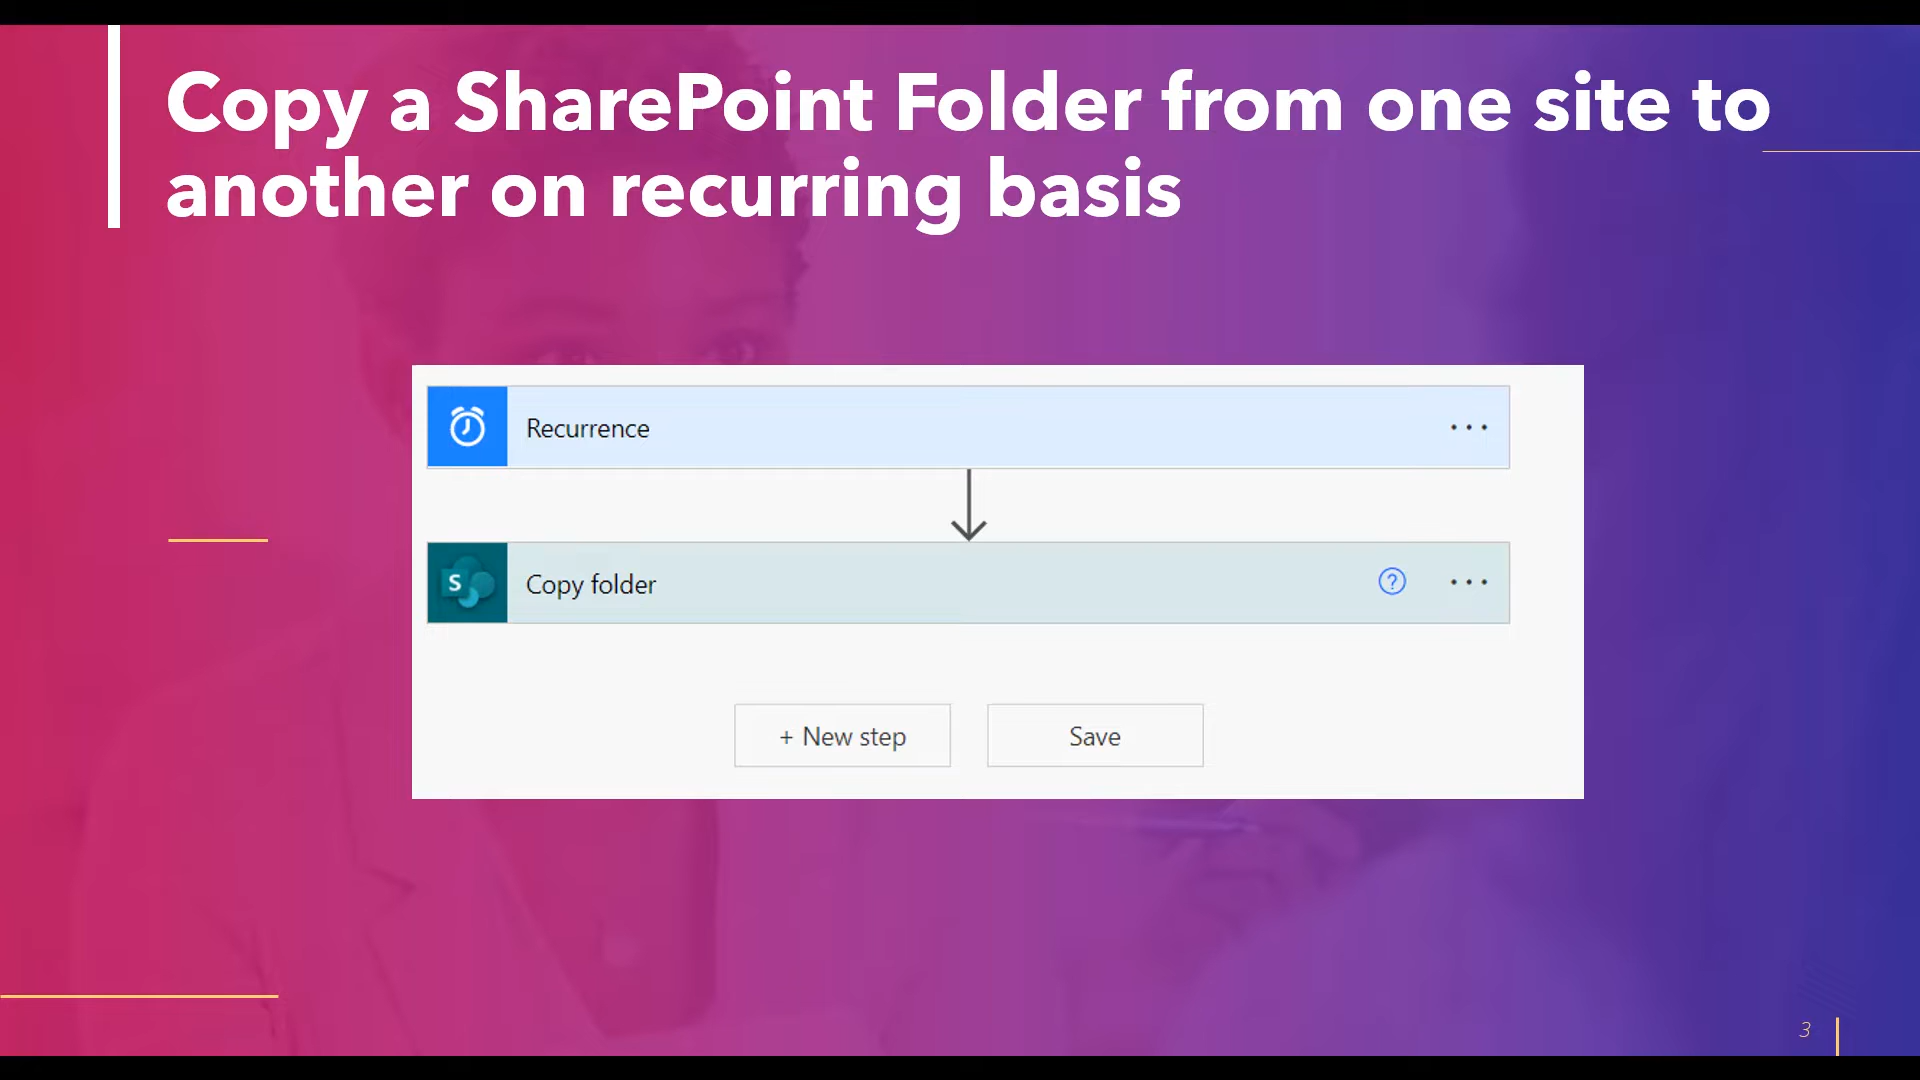 Copy a SharePoint Folder from one site to
another on recurring basis
Recurrence
S
Copy folder
?
+ New step
Save
3